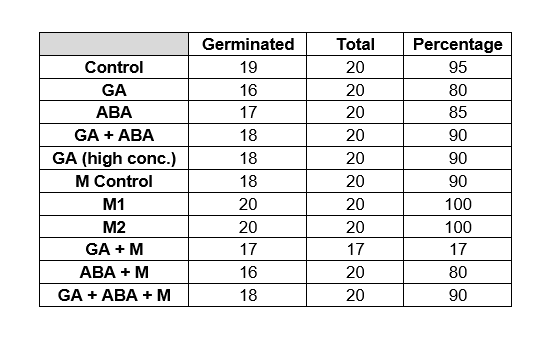 Germinated Total Percentage
Control 19 20 95
GA 16 20 80
ABA 17 20 85
GA + ABA 18 20 90
GA (high conc.) 18 20 90
M Control 18 20 90
M1 20 20 100
M2 20 20 100
GA + M 17 17 17
ABA + M 16 20 80
GA + ABA + M 18 20 90